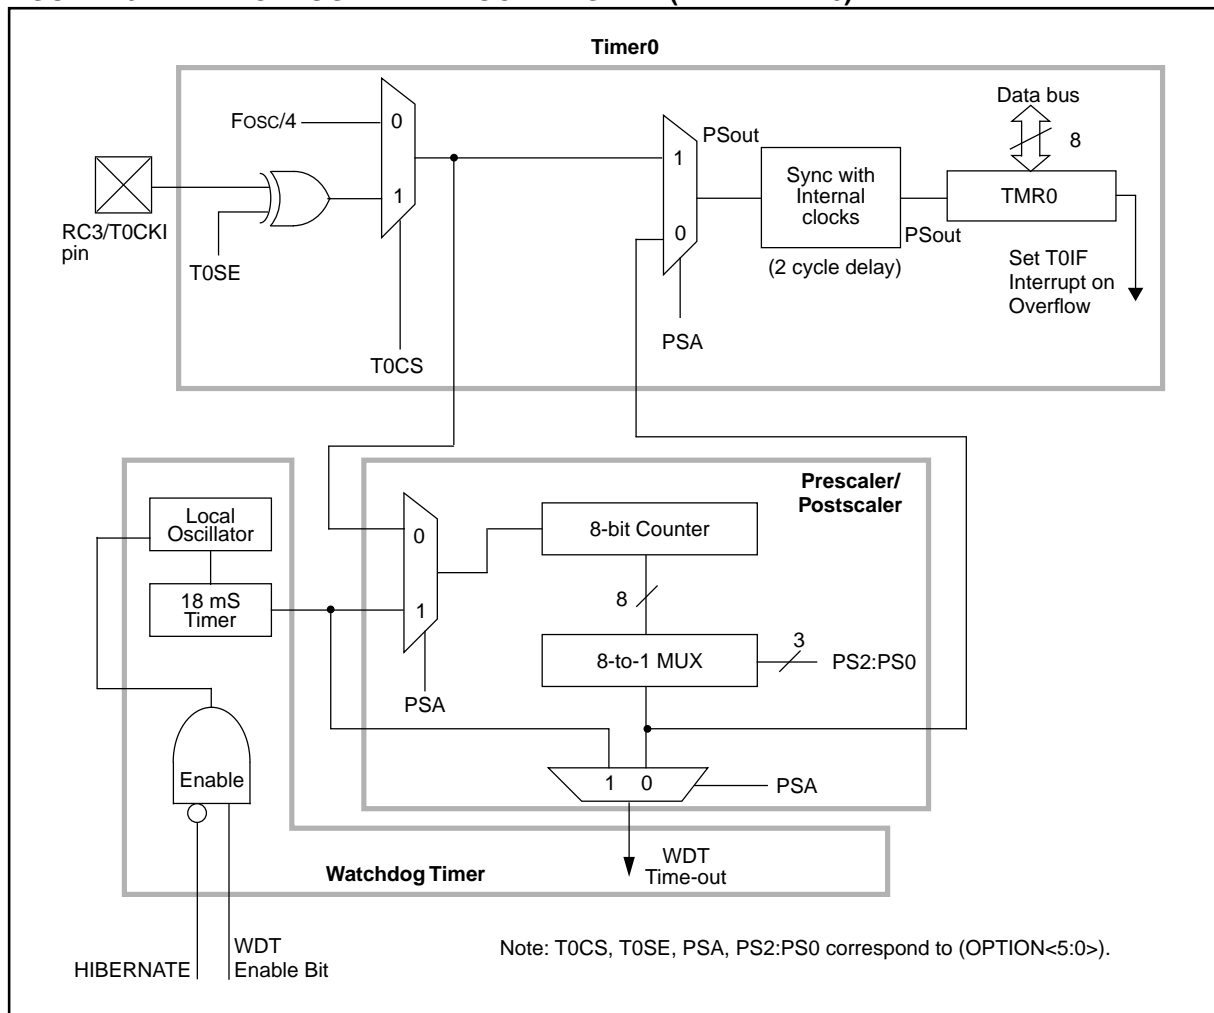 Timer0
Data bus
8
FOSC/4
0
1
RC3/T0CKI
pin
T0SE
T0CS
1
0
PSA
PSout
Sync with
Internal
clocks
(2 cycle delay)
PSout
TMR0
Set T0IF
Interrupt on
Overflow
Prescaler/
Postscaler
Local
Oscillator
18 mS
Timer
0
1
PSA
8-bit Counter
8
8-to-1 MUX
3
PS2:PS0
Enable
1 0
PSA
WDT
Time-out
Watchdog Timer
HIBERNATE
WDT
Enable Bit
Note: T0CS, T0SE, PSA, PS2:PS0 correspond to (OPTION<5:0>).